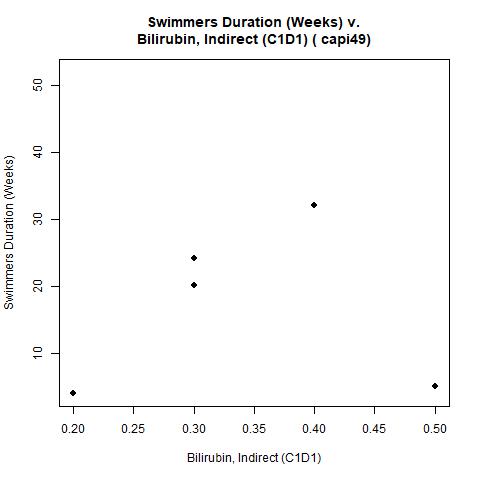 Swimmers Duration (Weeks) v.
Bilirubin, Indirect (C1D1) ( capi49)
Swimmers Duration (Weeks)
50
40
30
20
10
0.20 0.25 0.30 0.35 0.40 0.45 0.50
Bilirubin, Indirect (C1D1)